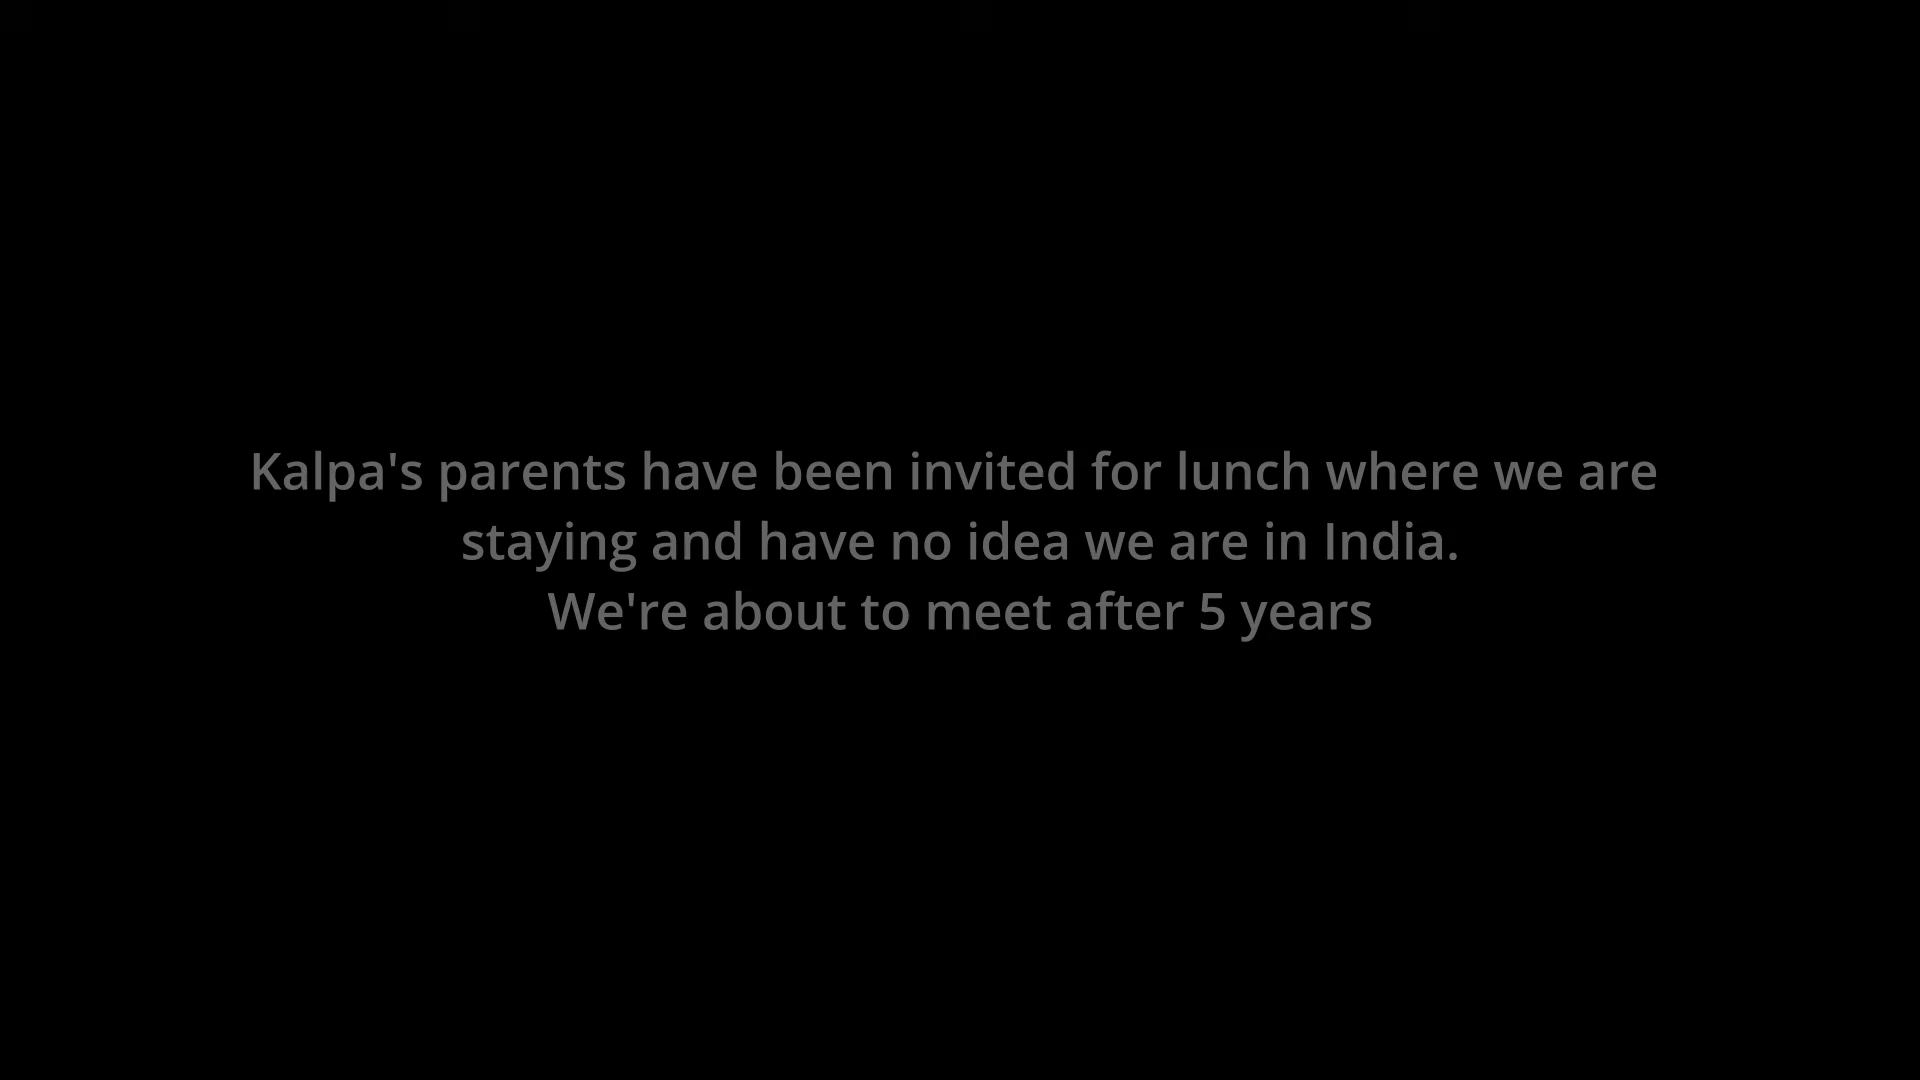 Kalpa's parents have been invited for lunch where we are
staying and have no idea we are in India.
We're about to meet after 5 years